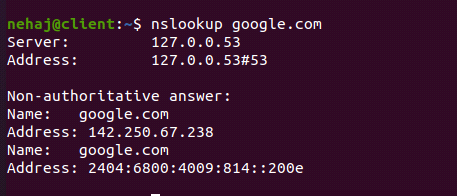 nehaj@client:~$ nslookup google.com
Server:         127.0.0.53
Address:        127.0.0.53#53

Non-authoritative answer:
Name:   google.com
Address: 142.250.67.238
Name:   google.com
Address: 2404:6800:4009:814::200e